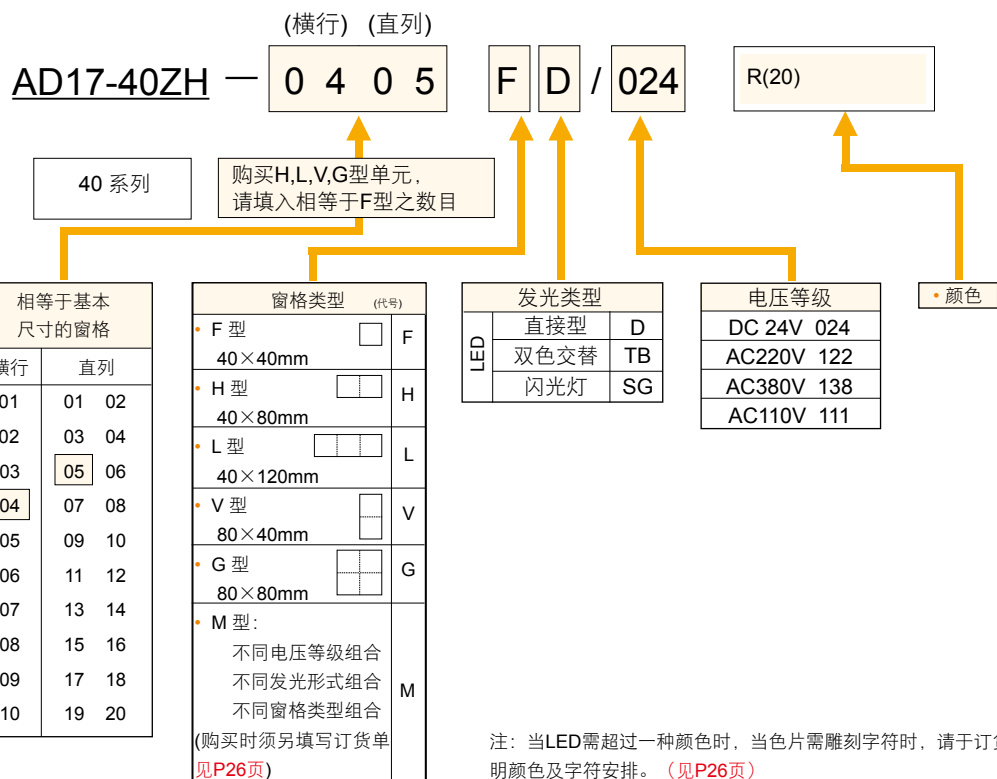 (横行) (直列)
AD17-40ZH — 0 4 0 5 F D / 024 R(20)
40 系列
购买H,L,V,G型单元,
请填入相等于F型之数目
相等于基本
尺寸的窗格
横行 直列
01 01 02
02 03 04
03 05 06
04 07 08
05 09 10
06 11 12
07 13 14
08 15 16
09 17 18
10 19 20
窗格类型 (代号)
• F 型 F
40×40mm
• H 型 H
40×80mm
• L 型 L
40×120mm
• V 型 V
80×40mm
• G 型 G
80×80mm
• M 型:
不同电压等级组合
不同发光形式组合
不同窗格类型组合
M
(购买时须另填写订货单
见P26页)
发光类型
LED
直接型 D
双色交替 TB
闪光灯 SG
电压等级
DC 24V 024
AC220V 122
AC380V 138
AC110V 111
• 颜色
注: 当LED需超过一种颜色时, 当色片需雕刻字符时, 请于订
明颜色及字符安排。(见P26页)